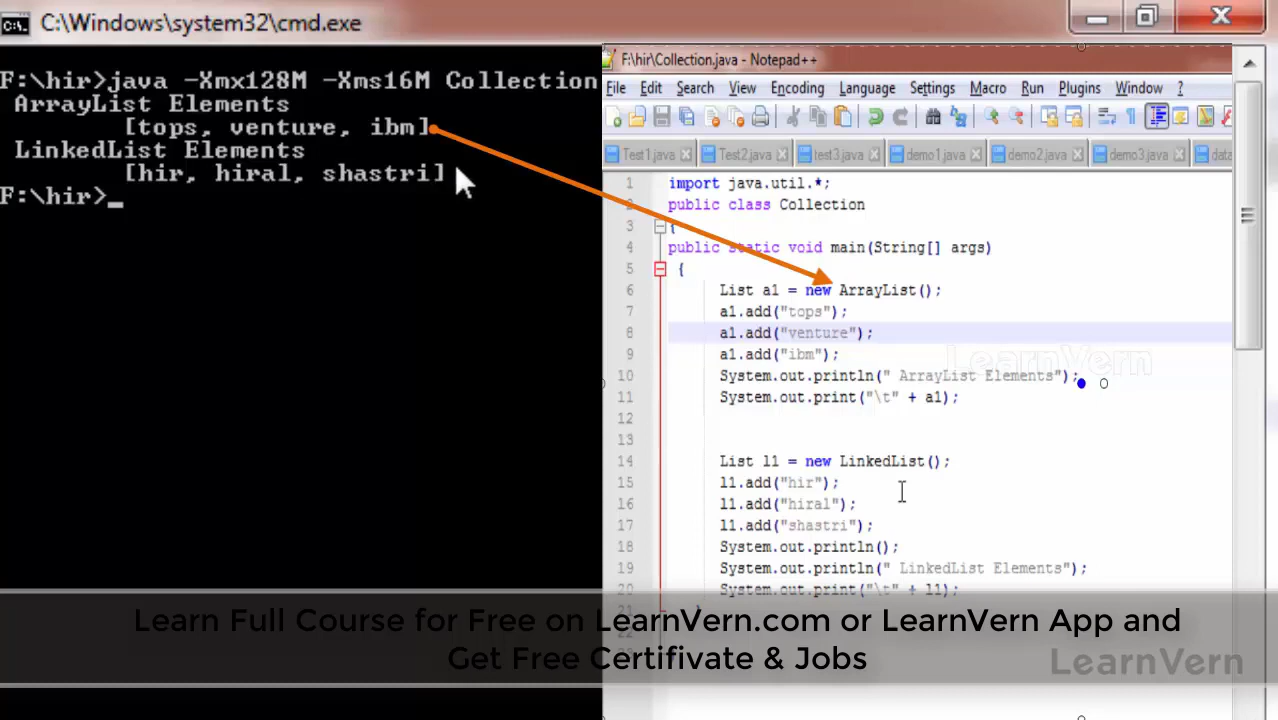 C:\Windows\system32\cmd.exe
F:\hir>java -Xmx128M -Xms16M Collection
ArrayList Elements
[tops, venture, ibm]
LinkedList Elements
[hir, hiral, shastri]
F:\hir>_
F:\hir\Collection.java - Notepad++
File Edit Search View Encoding Language Settings Macro Run Plugins Window ?
Test1.java Test2.java test3.java demo1.java demo2.java demo3.java data
1 import java.util.*;
2 public class Collection
3 {
4 public static void main(String[] args)
5 {
6 List a1 = new ArrayList();
7 a1.add("tops");
8 a1.add("venture");
9 a1.add("ibm");
LearnVern
10 System.out.println(" ArrayList Elements");
11 System.out.print("\t" + a1);
12
13
14 List l1 = new LinkedList();
15 l1.add("hir");
16 l1.add("hiral");
17 l1.add("shastri");
18 System.out.println();
19 System.out.println(" LinkedList Elements");
20 System.out.print("\t" + l1);
21
Learn Full Course for Free on LearnVern.com or LearnVern App and
Get Free Certifivate & Jobs
LearnVern